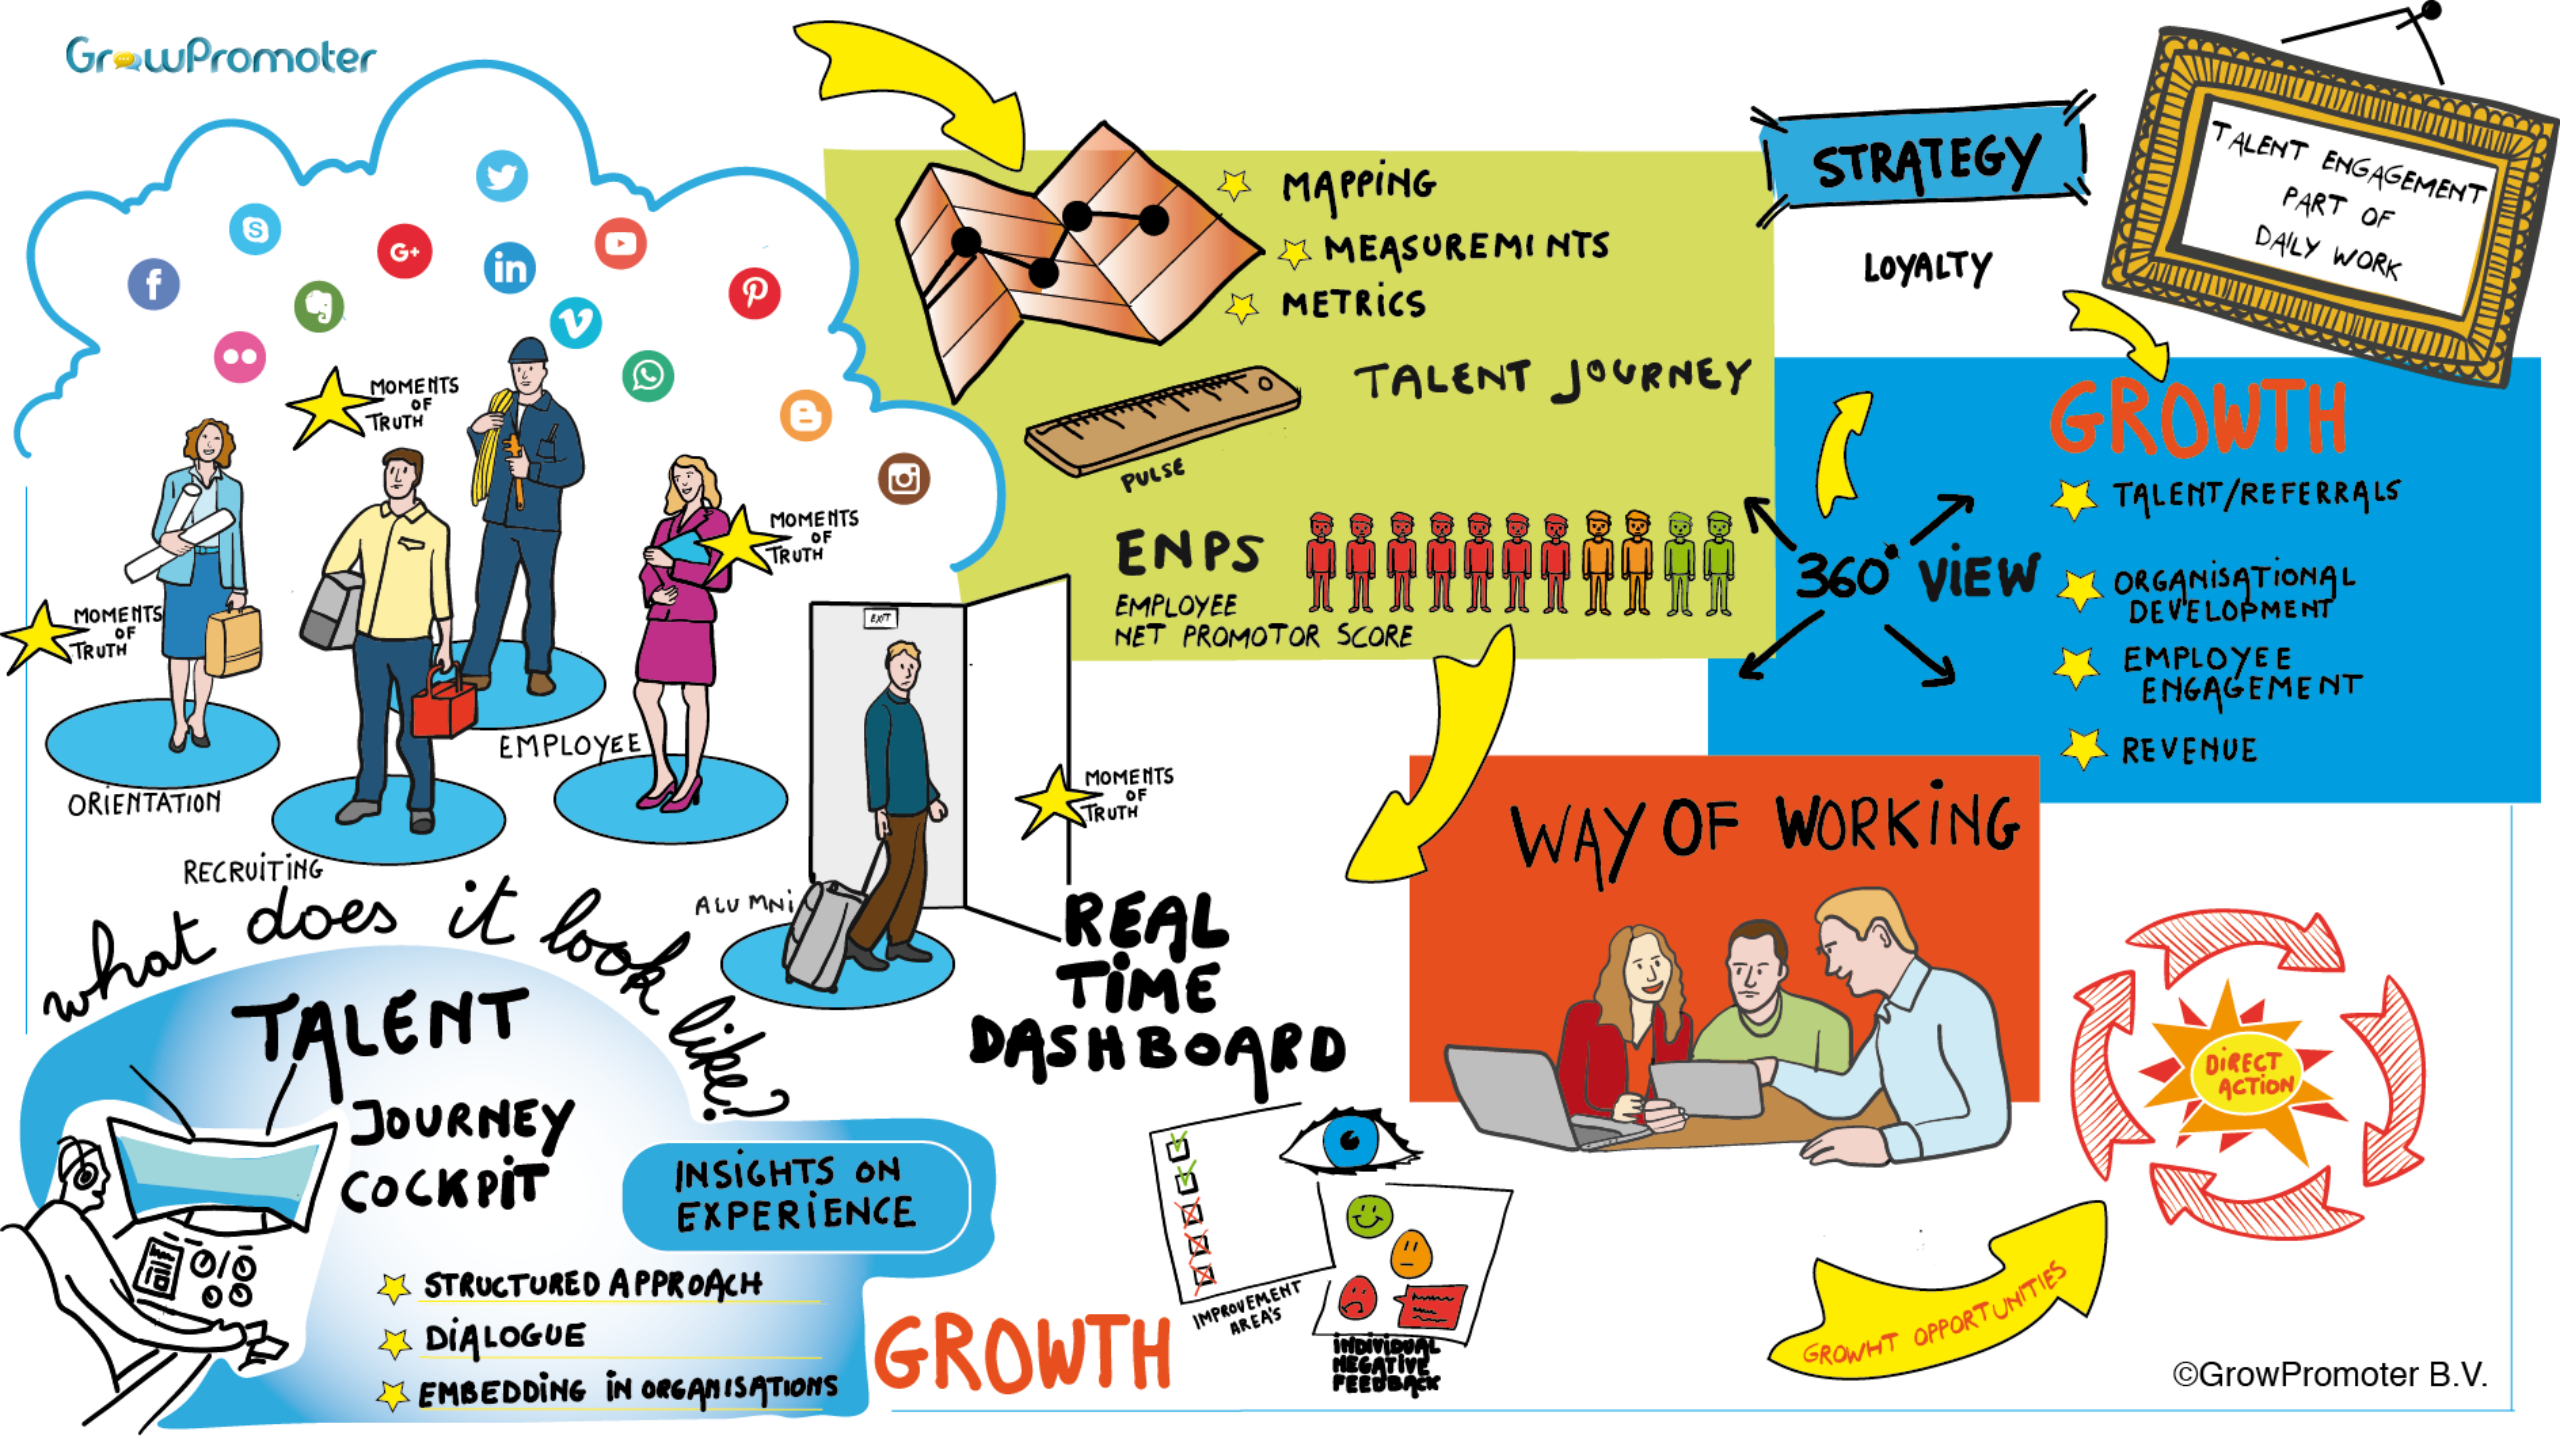 GrowPromoter
MOMENTS
OF
TRUTH
MOMENTS
OF
TRUTH
MOMENTS
OF
TRUTH
ORIENTATION
RECRUITING
EMPLOYEE
ALUMNI
EXIT
MOMENTS
OF
TRUTH
MAPPING
MEASUREMINTS
METRICS
TALENT JOURNEY
PULSE
ENPS
EMPLOYEE
NET PROMOTOR SCORE
STRATEGY
LOYALTY
TALENT ENGAGEMENT
PART OF
DAILY WORK
360° VIEW
GROWTH
TALENT/REFERRALS
ORGANISATIONAL
DEVELOPMENT
EMPLOYEE
ENGAGEMENT
REVENUE
WAY OF WORKING
what does it look like?
TALENT
JOURNEY
COCKPIT
INSIGHTS ON
EXPERIENCE
STRUCTURED APPROACH
DIALOGUE
EMBEDDING IN ORGANISATIONS
REAL
TIME
DASHBOARD
IMPROVEMENT
AREA'S
INDIVIDUAL
NEGATIVE
FEEDBACK
GROWTH
DIRECT
ACTION
GROWHT OPPORTUNITIES
©GrowPromoter B.V.